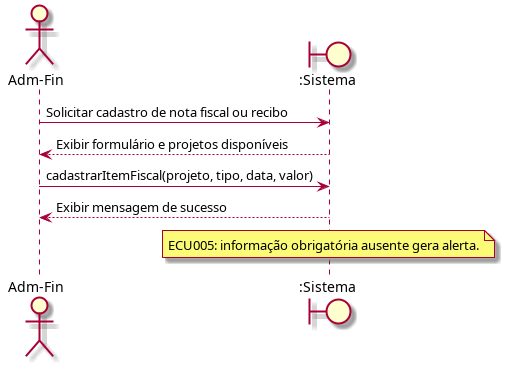 Adm-Fin
:Sistema
Solicitar cadastro de nota fiscal ou recibo
Exibir formulário e projetos disponíveis
cadastrarItemFiscal(projeto, tipo, data, valor)
Exibir mensagem de sucesso
ECU005: informação obrigatória ausente gera alerta.
Adm-Fin
:Sistema